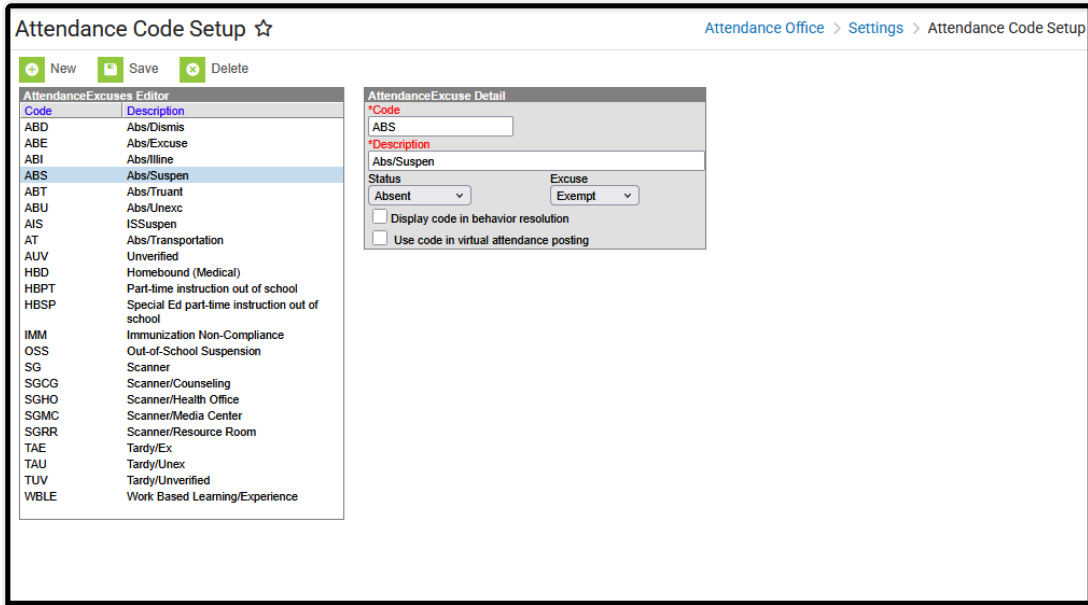 Attendance Code Setup
Attendance Office > Settings > Attendance Code Setup
New Save Delete
AttendanceExcuses Editor
Code Description
ABD Abs/Dismis
ABE Abs/Excuse
ABI Abs/Illine
ABS Abs/Suspen
ABT Abs/Truant
ABU Abs/Unexc
AIS ISSuspen
AT Abs/Transportation
AUV Unverified
HBD Homebound (Medical)
HBPT Part-time instruction out of school
HBSP Special Ed part-time instruction out of
school
IMM Immunization Non-Compliance
OSS Out-of-School Suspension
SG Scanner
SGCG Scanner/Counseling
SGHO Scanner/Health Office
SGMC Scanner/Media Center
SGRR Scanner/Resource Room
TAE Tardy/Ex
TAU Tardy/Unex
TUV Tardy/Unverified
WBLE Work Based Learning/Experience
AttendanceExcuse Detail
*Code
ABS
*Description
Abs/Suspen
Status Excuse
Absent Exempt
Display code in behavior resolution
Use code in virtual attendance posting